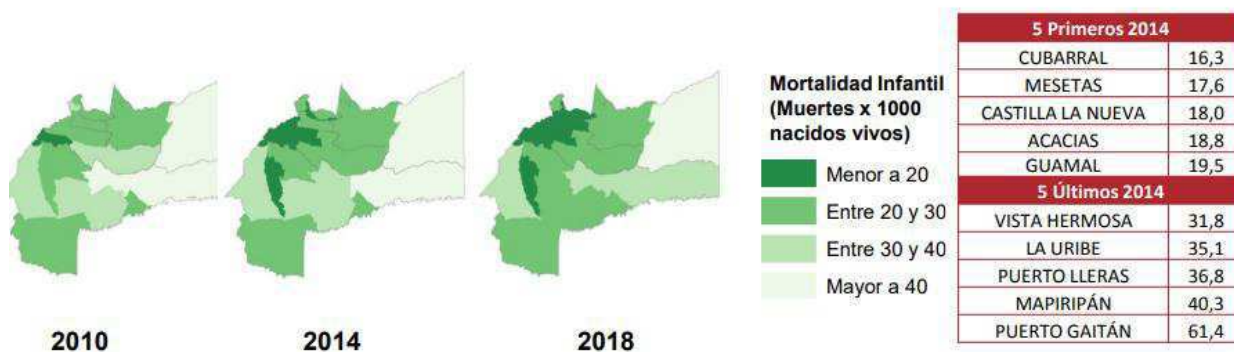 2010
2014
2018
Mortalidad Infantil
(Muertes x 1000
nacidos vivos)
Menor a 20
Entre 20 y 30
Entre 30 y 40
Mayor a 40
5 Primeros 2014
CUBARRAL 16,3
MESETAS 17,6
CASTILLA LA NUEVA 18,0
ACACIAS 18,8
GUAMAL 19,5
5 Últimos 2014
VISTA HERMOSA 31,8
LA URIBE 35,1
PUERTO LLERAS 36,8
MAPIRIPÁN 40,3
PUERTO GAITÁN 61,4